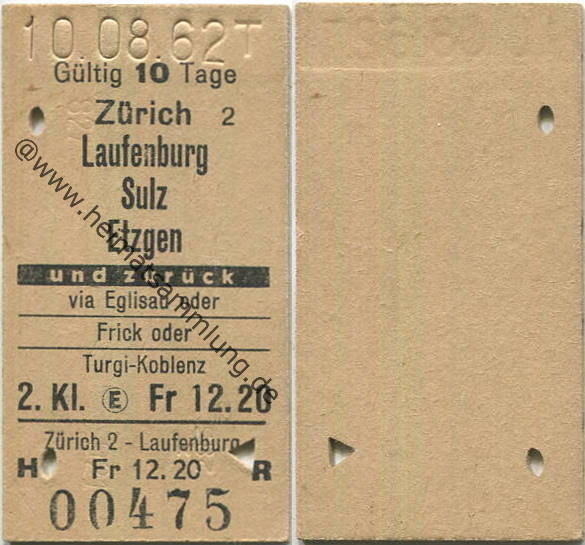 10.08.62T
Gültig 10 Tage
Zürich 2
Laufenburg
Sulz
Etzgen
und zurück
via Eglisau oder
Frick oder
Turgi-Koblenz
2. Kl. E Fr 12.20
Zürich 2 - Laufenburg
H Fr 12.20 R
00475
@www.heimatsammlung.de